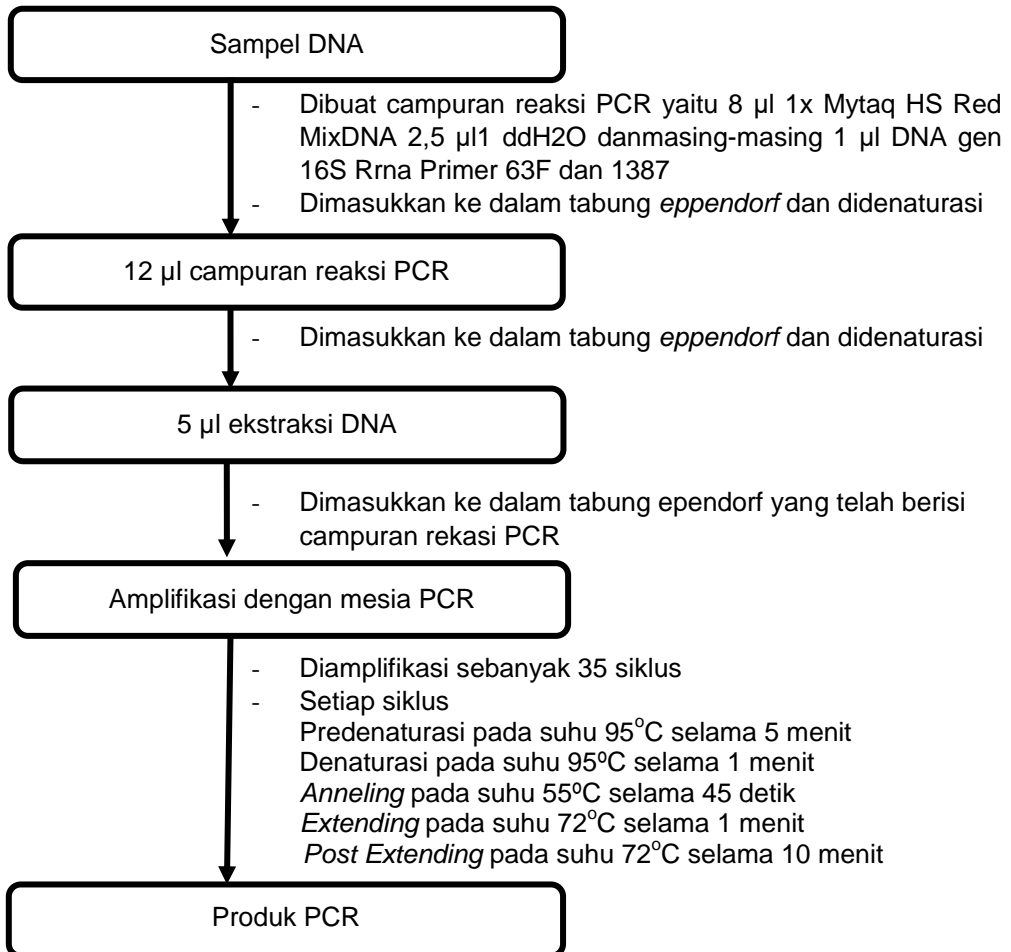 Sampel DNA
- Dibuat campuran reaksi PCR yaitu 8 µl 1x Mytaq HS Red
MixDNA 2,5 µl1 ddH2O danmasing-masing 1 µl DNA gen
16S Rrna Primer 63F dan 1387
- Dimasukkan ke dalam tabung eppendorf dan didenaturasi
12 µl campuran reaksi PCR
- Dimasukkan ke dalam tabung eppendorf dan didenaturasi
5 µl ekstraksi DNA
- Dimasukkan ke dalam tabung ependorf yang telah berisi
campuran rekasi PCR
Amplifikasi dengan mesia PCR
- Diamplifikasi sebanyak 35 siklus
- Setiap siklus
Predenaturasi pada suhu 95°C selama 5 menit
Denaturasi pada suhu 95ºC selama 1 menit
Anneling pada suhu 55ºC selama 45 detik
Extending pada suhu 72°C selama 1 menit
Post Extending pada suhu 72°C selama 10 menit
Produk PCR